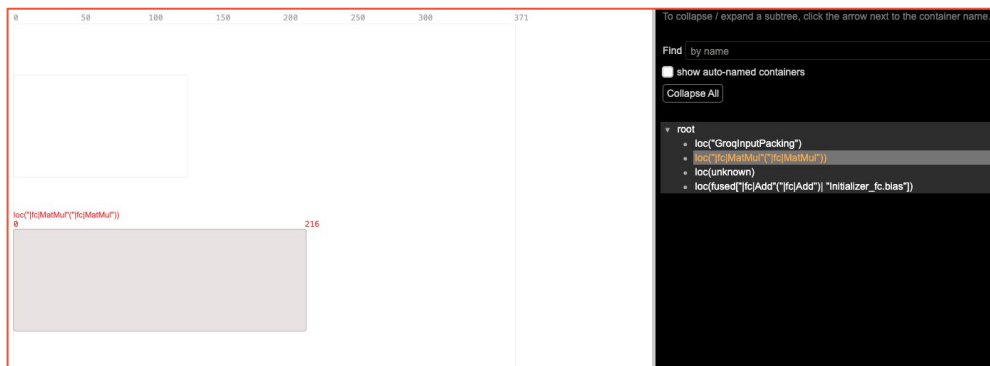 0 50 100 150 200 250 300 371
loc("|fc|MatMul"("|fc|MatMul"))
0 216
To collapse / expand a subtree, click the arrow next to the container name.
Find by name
show auto-named containers
Collapse All
root
loc("GroqInputPacking")
loc("|fc|MatMul"("|fc|MatMul"))
loc(unknown)
loc(fused["|fc|Add"("|fc|Add")| "Initializer_fc.bias"])